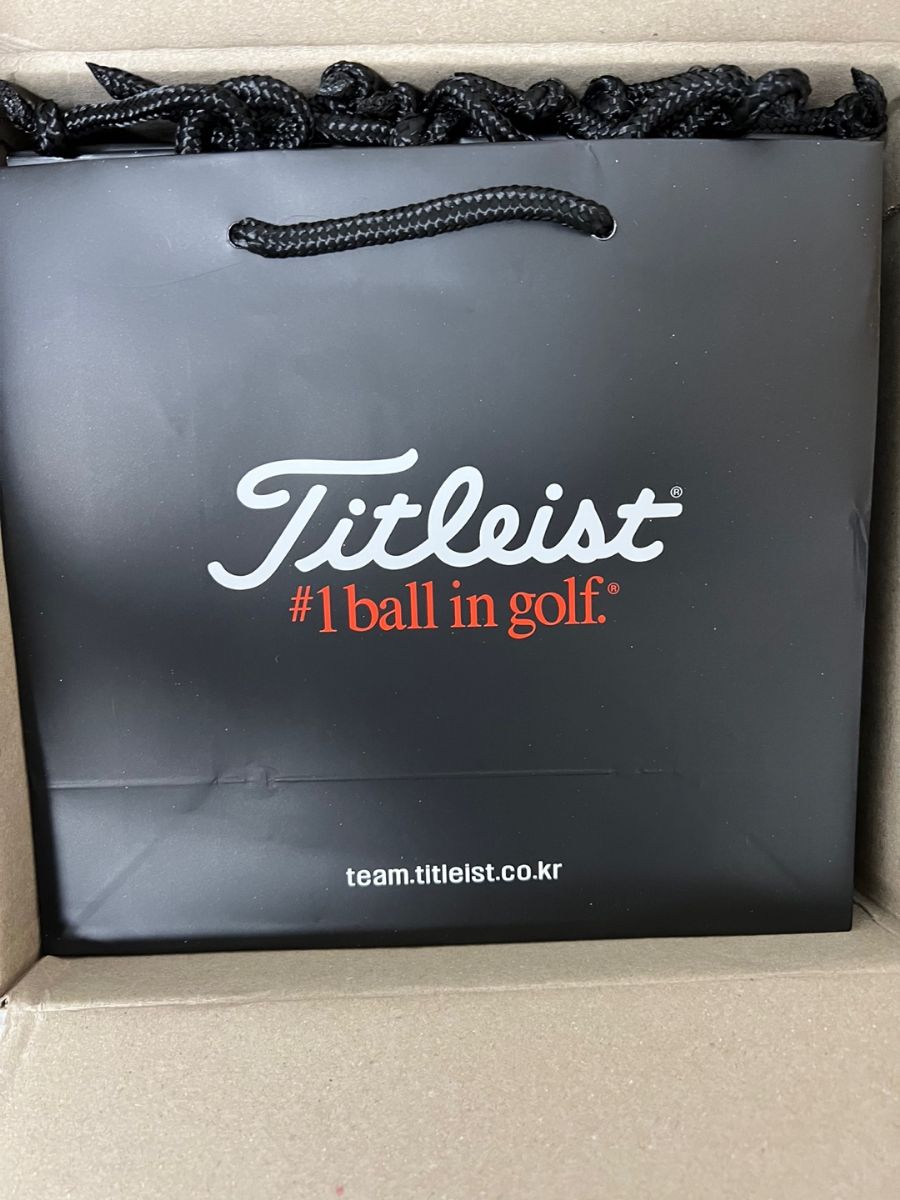 Titleist®
#1 ball in golf.®
team.titleist.co.kr